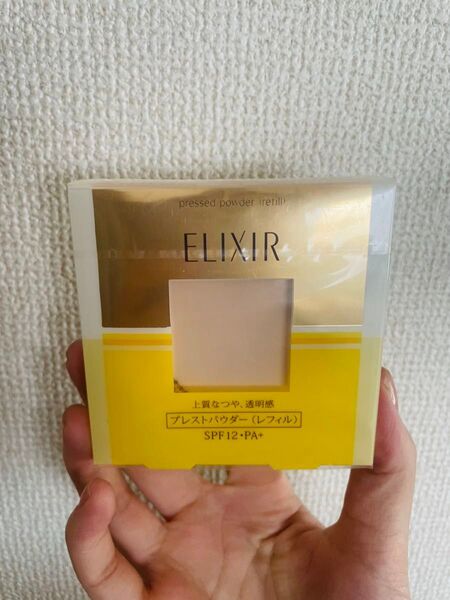 pressed powder (refill)
ELIXIR
上質なつや、透明感
プレストパウダー（レフィル）
SPF12・PA+